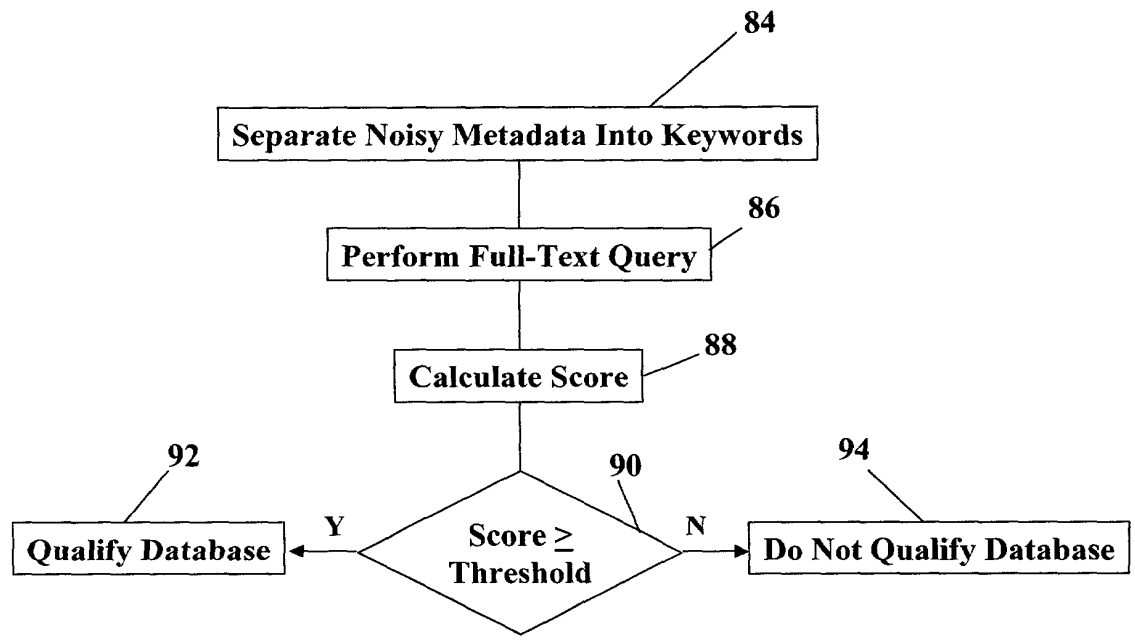 84
Separate Noisy Metadata Into Keywords
86
Perform Full-Text Query
88
Calculate Score
92
90
94
Y
N
Qualify Database
Score ≥
Threshold
Do Not Qualify Database